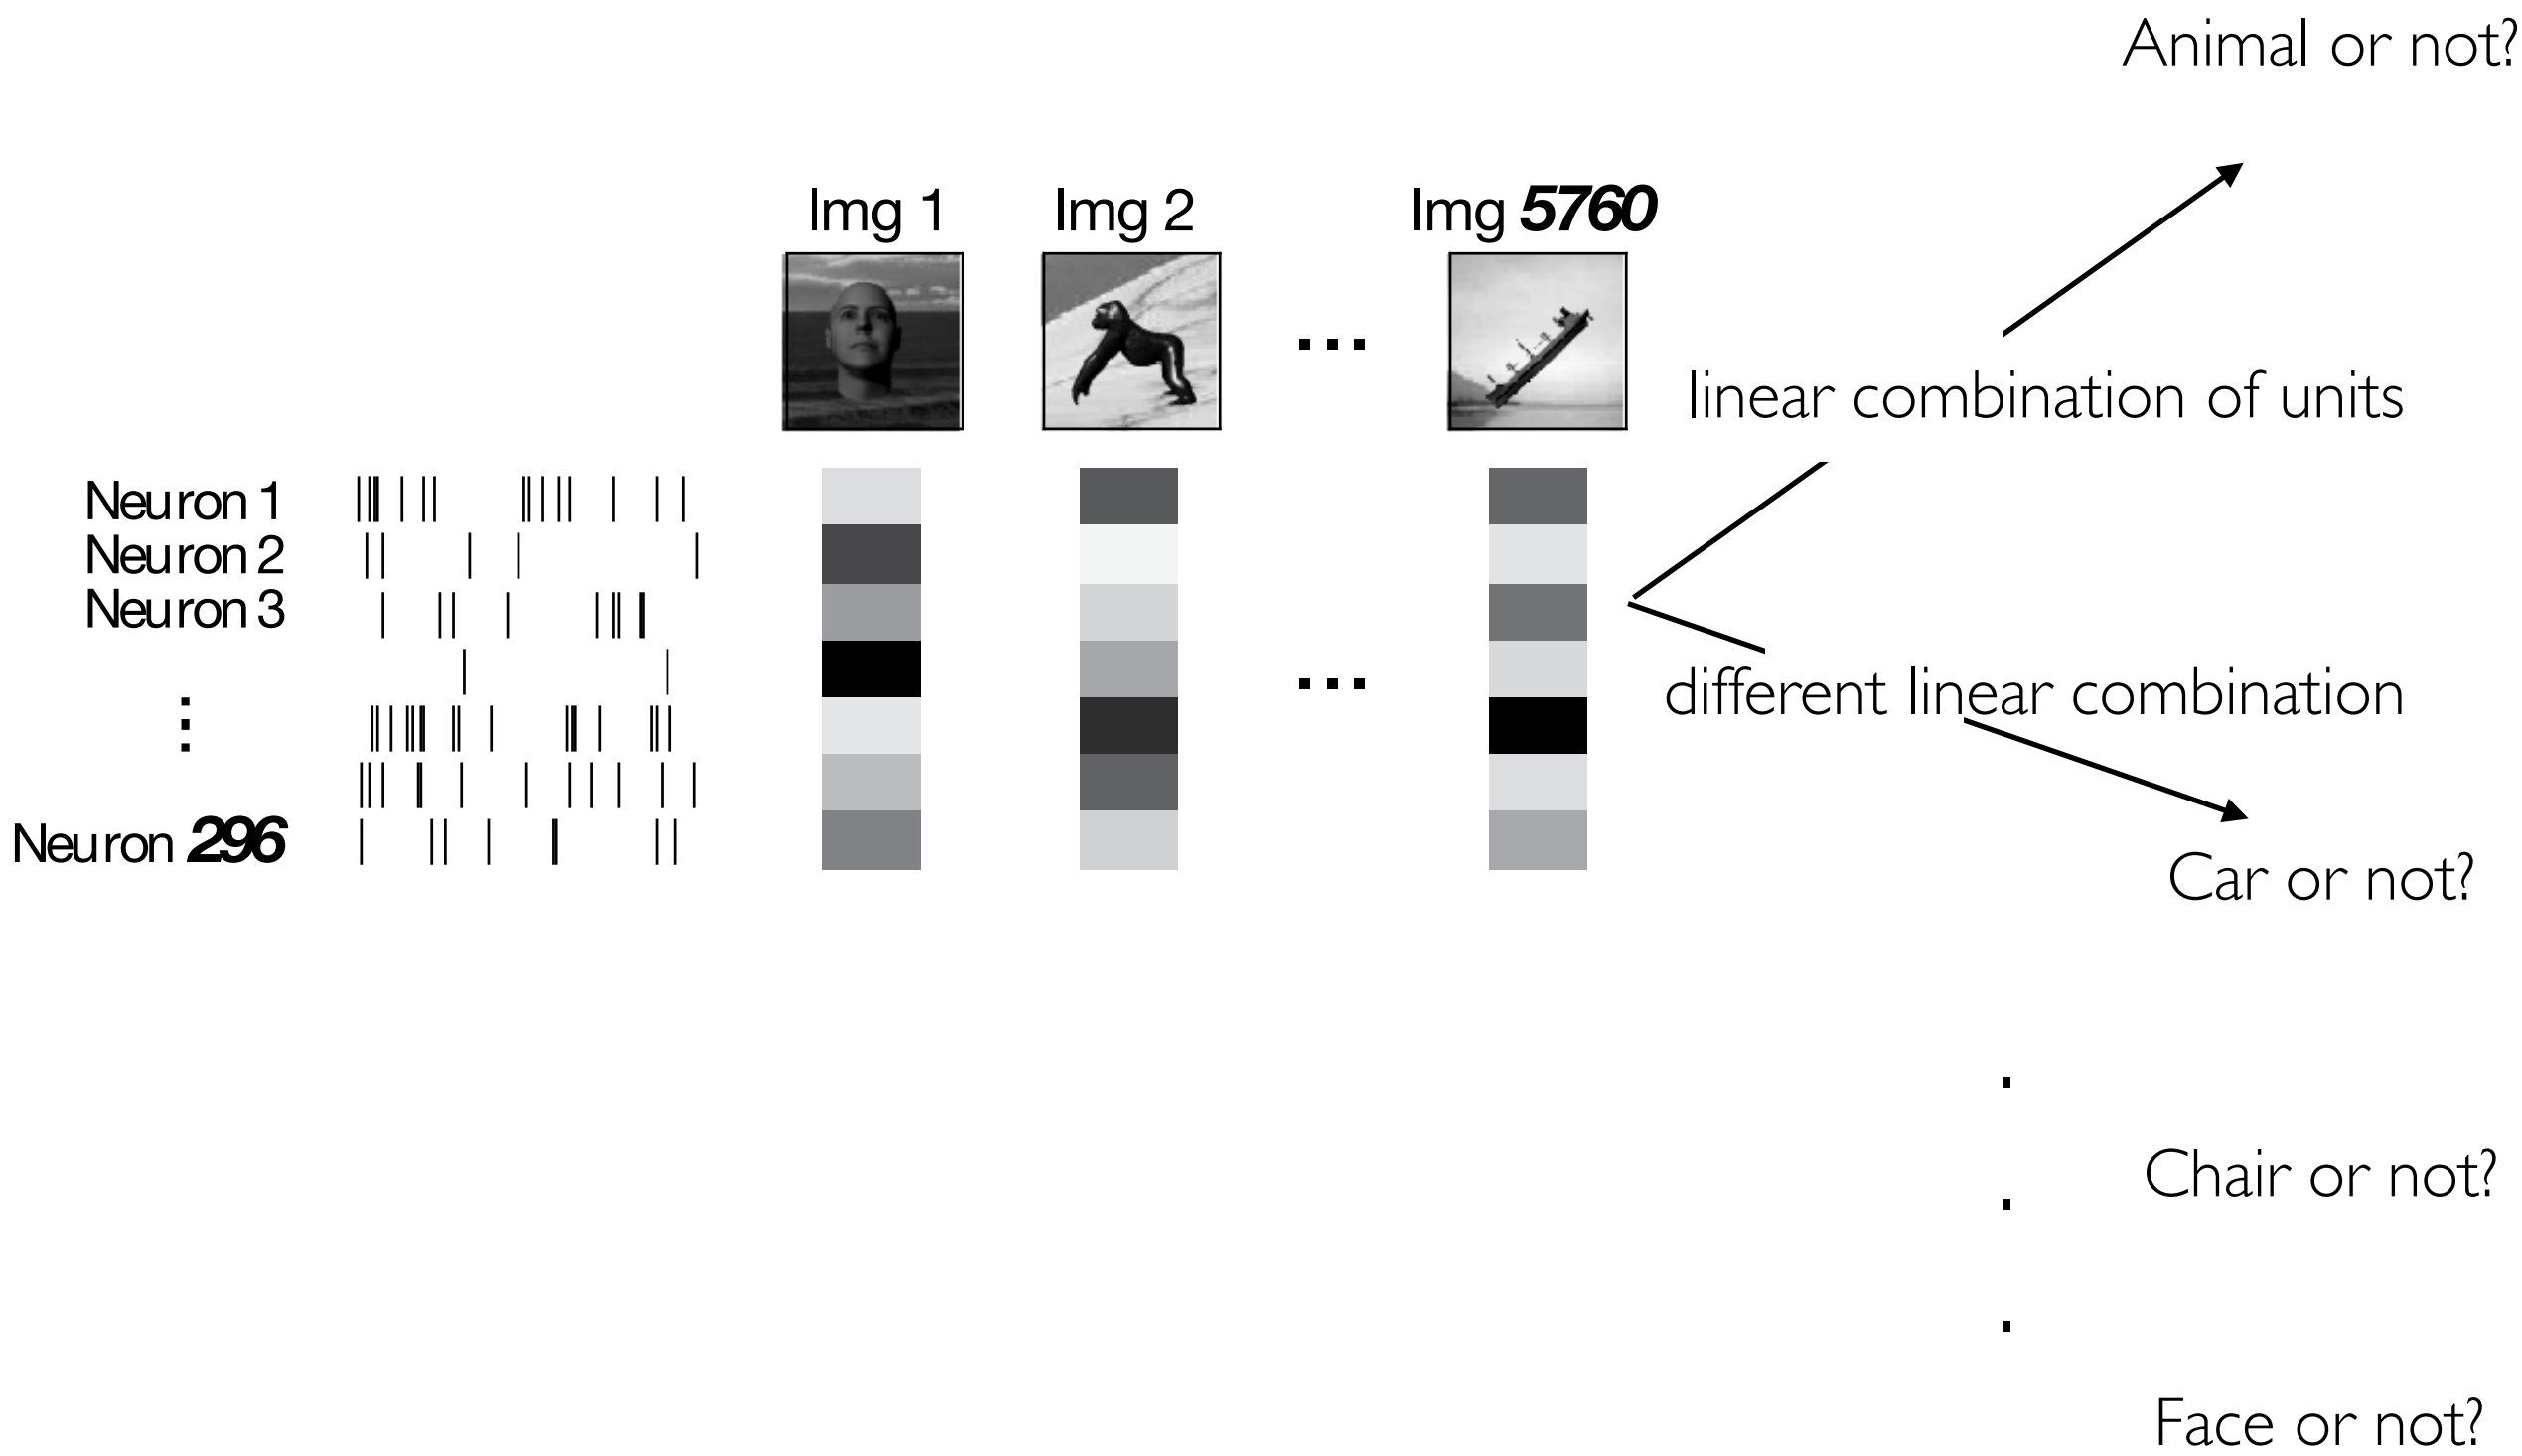 Animal or not?
Img 1
Img 2
Img 5760
linear combination of units
Neuron 1
Neuron 2
Neuron 3
Neuron 296
different linear combination
Car or not?
Chair or not?
Face or not?